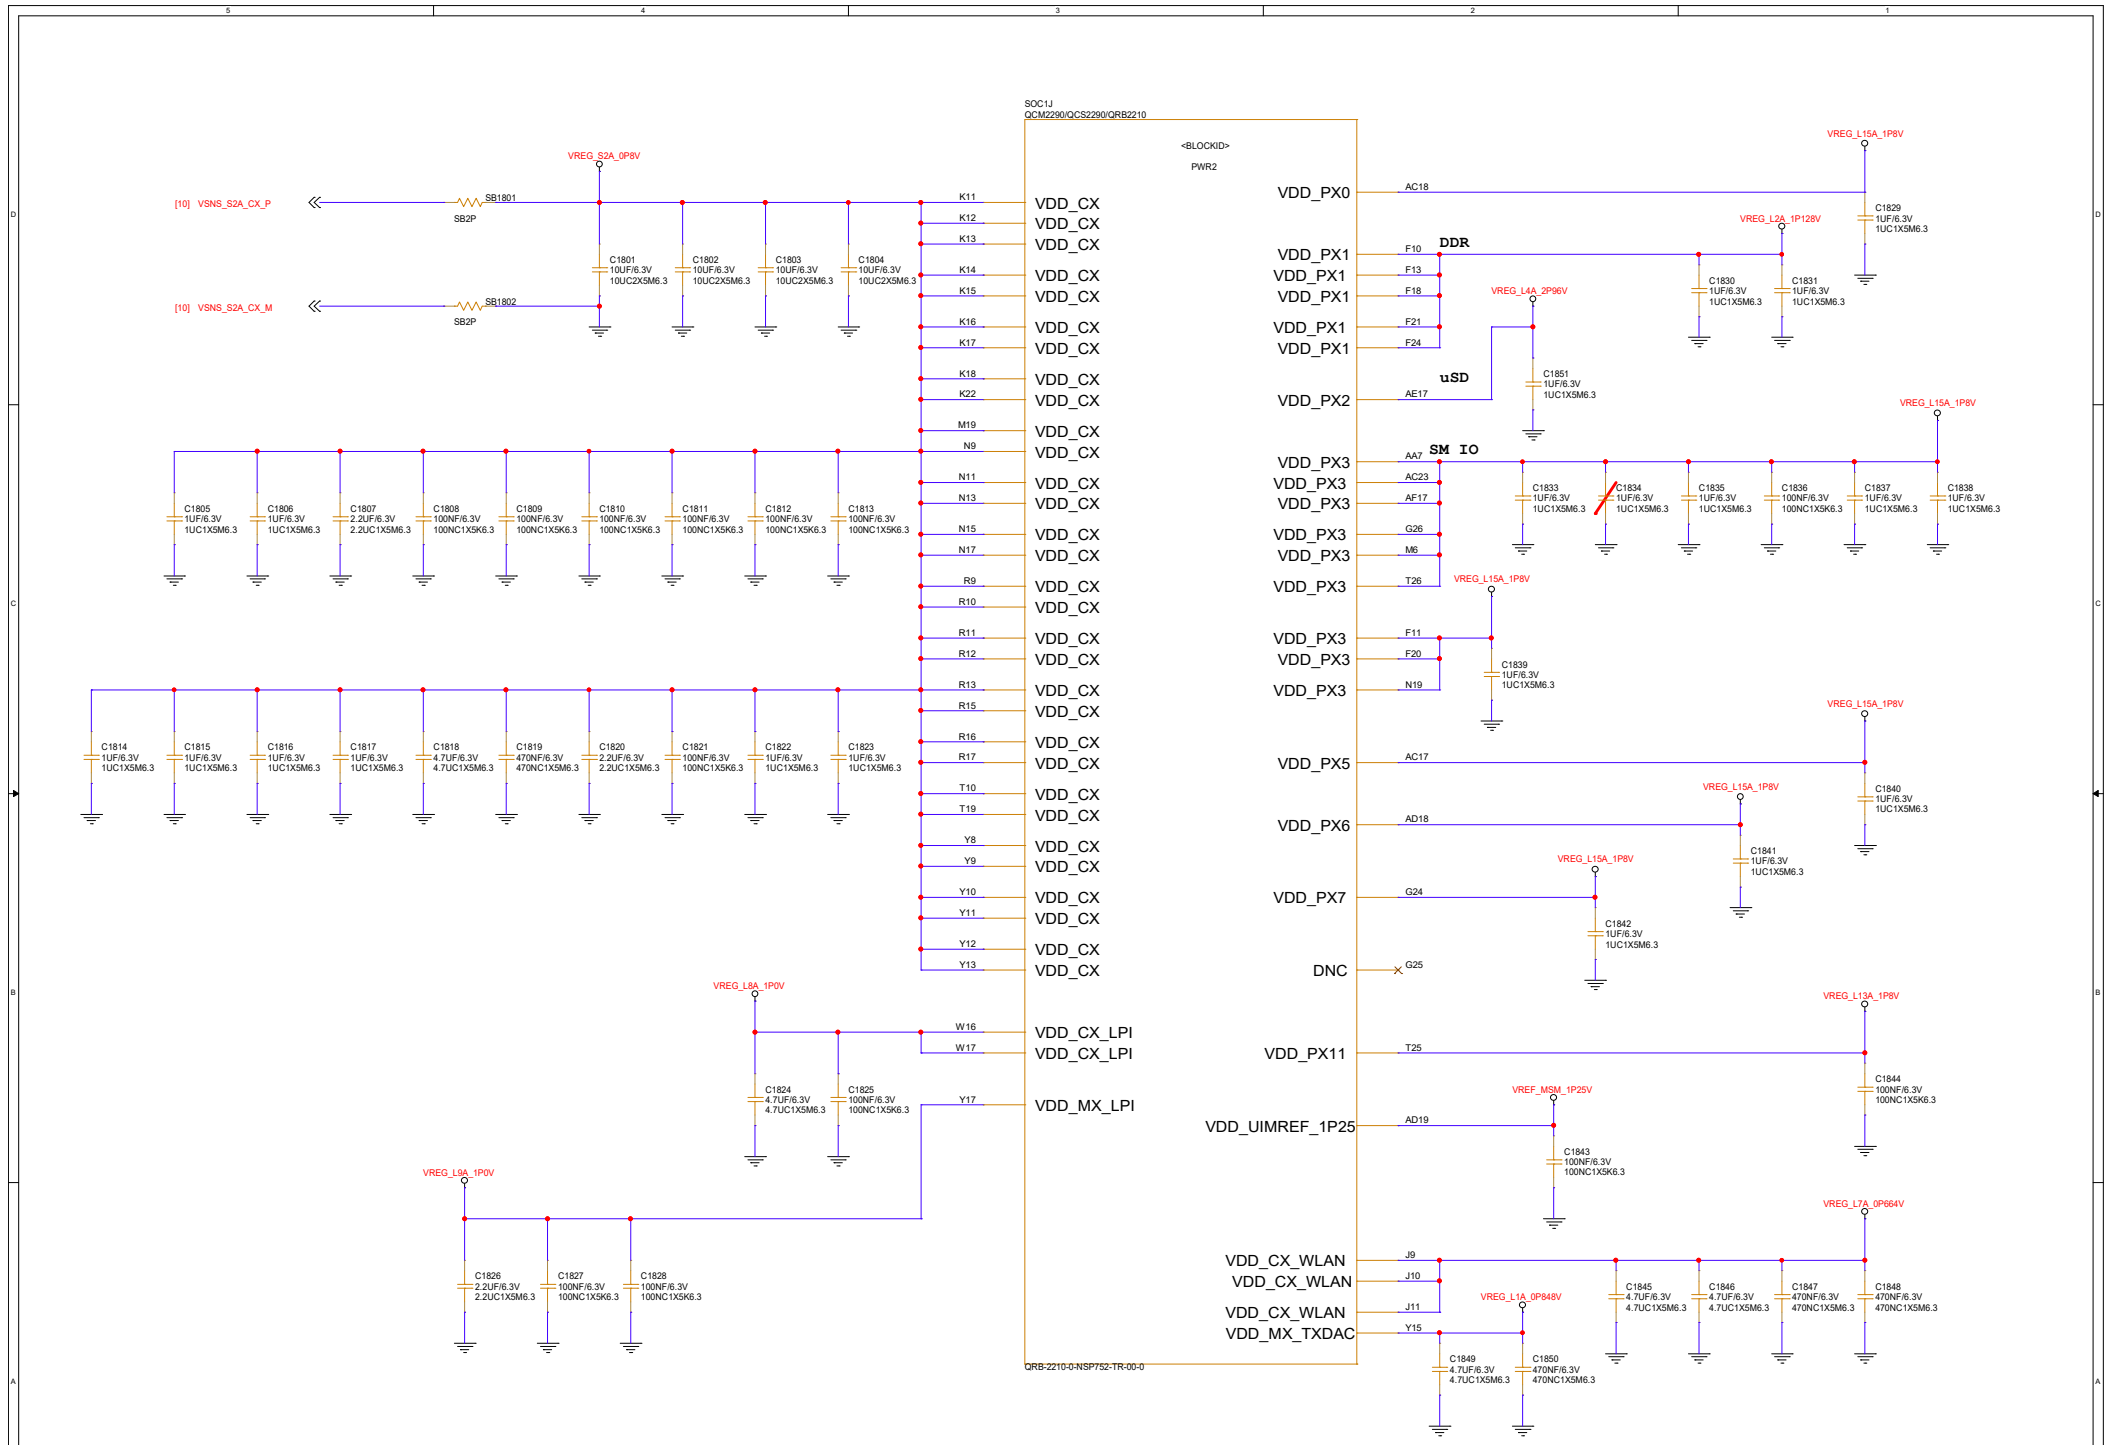 5 4 3 2 1
SOC1J
QCM2290/QCS2290/QRB2210
<BLOCKID>
PWR2
VREG_S2A_0P8V
[10] VSNS_S2A_CX_P
SB1801
SB2P
[10] VSNS_S2A_CX_M
SB1802
SB2P
C1801
10UF/6.3V
10UC2X5M6.3
C1802
10UF/6.3V
10UC2X5M6.3
C1803
10UF/6.3V
10UC2X5M6.3
C1804
10UF/6.3V
10UC2X5M6.3
K11 VDD_CX
K12 VDD_CX
K13 VDD_CX
K14 VDD_CX
K15 VDD_CX
K16 VDD_CX
K17 VDD_CX
K18 VDD_CX
K22 VDD_CX
M19 VDD_CX
N9 VDD_CX
N11 VDD_CX
N13 VDD_CX
N15 VDD_CX
N17 VDD_CX
R9 VDD_CX
R10 VDD_CX
R11 VDD_CX
R12 VDD_CX
R13 VDD_CX
R15 VDD_CX
R16 VDD_CX
R17 VDD_CX
T10 VDD_CX
T19 VDD_CX
Y8 VDD_CX
Y9 VDD_CX
Y10 VDD_CX
Y11 VDD_CX
Y12 VDD_CX
Y13 VDD_CX
W16 VDD_CX_LPI
W17 VDD_CX_LPI
Y17 VDD_MX_LPI
C1805
1UF/6.3V
1UC1X5M6.3
C1806
1UF/6.3V
1UC1X5M6.3
C1807
2.2UF/6.3V
2.2UC1X5M6.3
C1808
100NF/6.3V
100NC1X5K6.3
C1809
100NF/6.3V
100NC1X5K6.3
C1810
100NF/6.3V
100NC1X5K6.3
C1811
100NF/6.3V
100NC1X5K6.3
C1812
100NF/6.3V
100NC1X5K6.3
C1813
100NF/6.3V
100NC1X5K6.3
C1814
1UF/6.3V
1UC1X5M6.3
C1815
1UF/6.3V
1UC1X5M6.3
C1816
1UF/6.3V
1UC1X5M6.3
C1817
1UF/6.3V
1UC1X5M6.3
C1818
4.7UF/6.3V
4.7UC1X5M6.3
C1819
470NF/6.3V
470NC1X5M6.3
C1820
2.2UF/6.3V
2.2UC1X5M6.3
C1821
100NF/6.3V
100NC1X5K6.3
C1822
1UF/6.3V
1UC1X5M6.3
C1823
1UF/6.3V
1UC1X5M6.3
VREG_L8A_1P0V
C1824
4.7UF/6.3V
4.7UC1X5M6.3
C1825
100NF/6.3V
100NC1X5K6.3
VREG_L9A_1P0V
C1826
2.2UF/6.3V
2.2UC1X5M6.3
C1827
100NF/6.3V
100NC1X5K6.3
C1828
100NF/6.3V
100NC1X5K6.3
VDD_PX0 AC18
VREG_L15A_1P8V
C1829
1UF/6.3V
1UC1X5M6.3
DDR
VDD_PX1 F10
VDD_PX1 F13
VDD_PX1 F18
VDD_PX1 F21
VDD_PX1 F24
VREG_L2A_1P128V
C1830
1UF/6.3V
1UC1X5M6.3
C1831
1UF/6.3V
1UC1X5M6.3
VREG_L4A_2P96V
uSD
VDD_PX2 AE17
C1851
1UF/6.3V
1UC1X5M6.3
SM IO
VDD_PX3 AA7
VDD_PX3 AC23
VDD_PX3 AF17
VDD_PX3 G26
VDD_PX3 M6
VDD_PX3 T26
VREG_L15A_1P8V
C1833
1UF/6.3V
1UC1X5M6.3
C1834
1UF/6.3V
1UC1X5M6.3
C1835
1UF/6.3V
1UC1X5M6.3
C1836
100NF/6.3V
100NC1X5K6.3
C1837
1UF/6.3V
1UC1X5M6.3
C1838
1UF/6.3V
1UC1X5M6.3
VREG_L15A_1P8V
VDD_PX3 F11
VDD_PX3 F20
VDD_PX3 N19
C1839
1UF/6.3V
1UC1X5M6.3
VREG_L15A_1P8V
VDD_PX5 AC17
C1840
1UF/6.3V
1UC1X5M6.3
VREG_L15A_1P8V
VDD_PX6 AD18
C1841
1UF/6.3V
1UC1X5M6.3
VREG_L15A_1P8V
VDD_PX7 G24
C1842
1UF/6.3V
1UC1X5M6.3
DNC G25
VREG_L13A_1P8V
VDD_PX11 T25
C1844
100NF/6.3V
100NC1X5K6.3
VREF_MSM_1P25V
VDD_UIMREF_1P25 AD19
C1843
100NF/6.3V
100NC1X5K6.3
VREG_L7A_0P664V
VDD_CX_WLAN J9
VDD_CX_WLAN J10
VDD_CX_WLAN J11
VDD_MX_TXDAC Y15
C1845
4.7UF/6.3V
4.7UC1X5M6.3
C1846
4.7UF/6.3V
4.7UC1X5M6.3
C1847
470NF/6.3V
470NC1X5M6.3
C1848
470NF/6.3V
470NC1X5M6.3
VREG_L1A_0P848V
C1849
4.7UF/6.3V
4.7UC1X5M6.3
C1850
470NF/6.3V
470NC1X5M6.3
QRB-2210-0-NSP752-TR-00-0
D D
C C
B B
A A